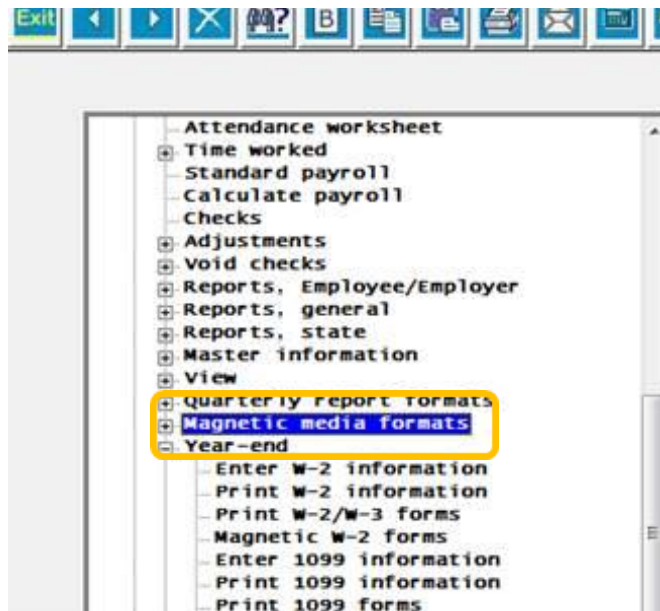 Exit
?
B
Attendance worksheet
Time worked
Standard payroll
Calculate payroll
Checks
Adjustments
Void checks
Reports, Employee/Employer
Reports, general
Reports, state
Master information
View
Quarterly report formats
Magnetic media formats
Year-end
Enter W-2 information
Print W-2 information
Print W-2/W-3 forms
Magnetic W-2 forms
Enter 1099 information
Print 1099 information
Print 1099 forms